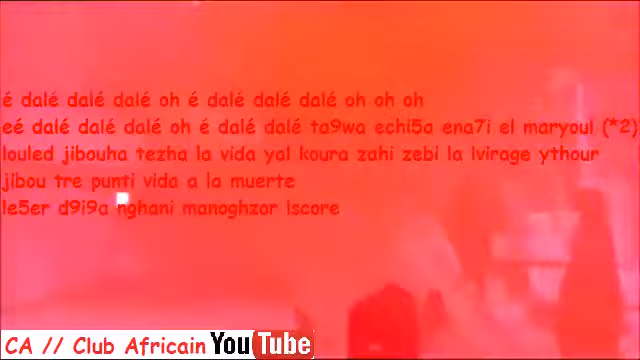 é dalé dalé dalé oh é dalé dalé dalé oh oh oh
eé dalé dalé dalé oh é dalé dalé ta9wa echi5a ena7i el maryoul (*2)
louled jibouha tezha la vida yal koura zahi zebi la lvirage ythour
jibou tre punti vida a la muerte
le5er d9i9a nghani manoghzor lscore
CA // Club Africain YouTube